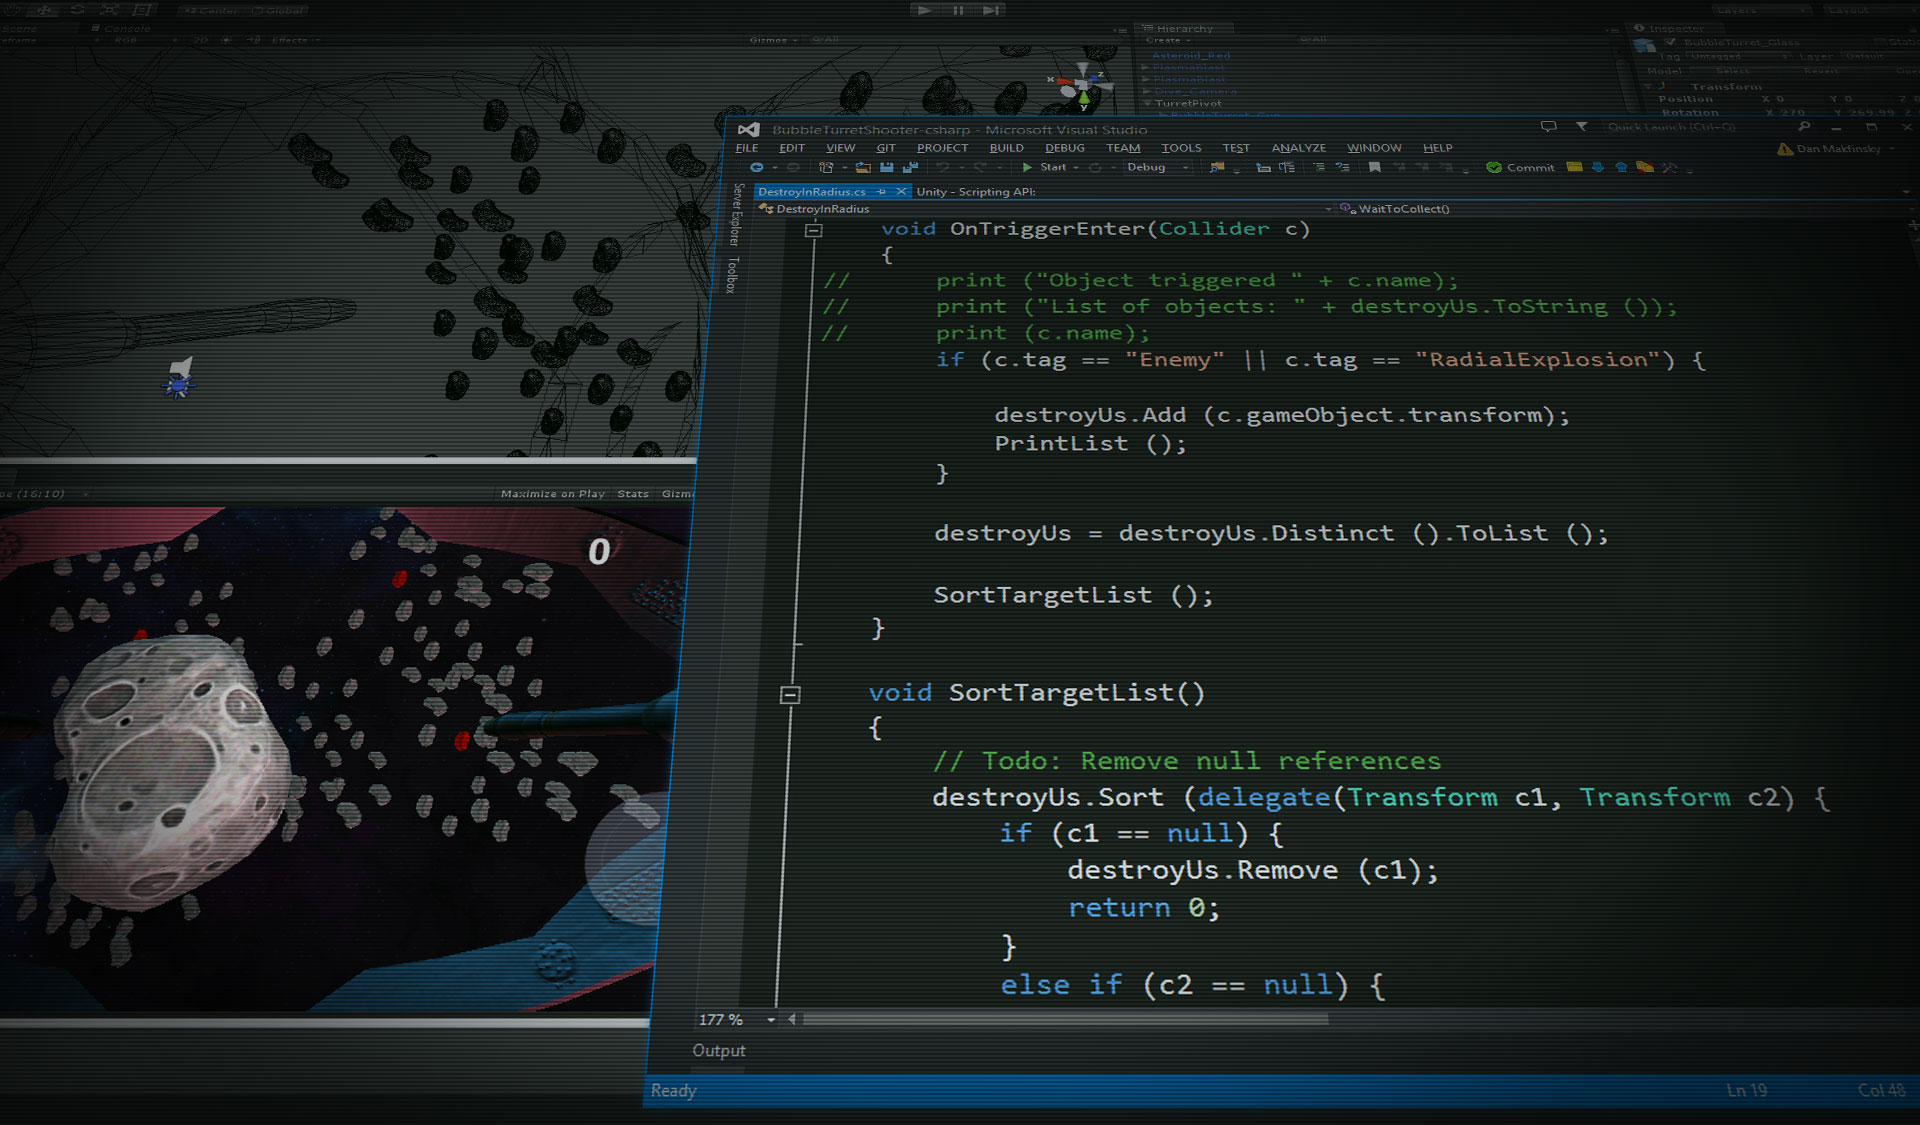 Center Global
Layers Layout
Scene Console
Hierarchy
Inspector
RGB 2D Effects
Gizmos All
Create All
BubbleTurret_Glass
Asteroid_Red
Tag Untagged Layer Default
PlasmaBlast
Model Select Revert
PlasmaBlast
Dive_Camera
Transform
TurretPivot
Position X 0 Y 0 Z
BubbleTurret_Gun
Rotation X 270 Y 269.99 Z
BubbleTurretShooter-csharp - Microsoft Visual Studio
Quick Launch (Ctrl+Q)
FILE EDIT VIEW GIT PROJECT BUILD DEBUG TEAM TOOLS TEST ANALYZE WINDOW HELP
Dan Makfinsky
Start Debug Commit
DestroyInRadius.cs Unity - Scripting API:
DestroyInRadius WaitToCollect()
Server Explorer
Toolbox
void OnTriggerEnter(Collider c)
{
// print ("Object triggered " + c.name);
// print ("List of objects: " + destroyUs.ToString ());
// print (c.name);
if (c.tag == "Enemy" || c.tag == "RadialExplosion") {
destroyUs.Add (c.gameObject.transform);
PrintList ();
}
destroyUs = destroyUs.Distinct ().ToList ();
SortTargetList ();
}
void SortTargetList()
{
// Todo: Remove null references
destroyUs.Sort (delegate(Transform c1, Transform c2) {
if (c1 == null) {
destroyUs.Remove (c1);
return 0;
}
else if (c2 == null) {
177 %
Output
Ready Ln 19 Col 48
(16:10) Maximize on Play Stats Gizm
0